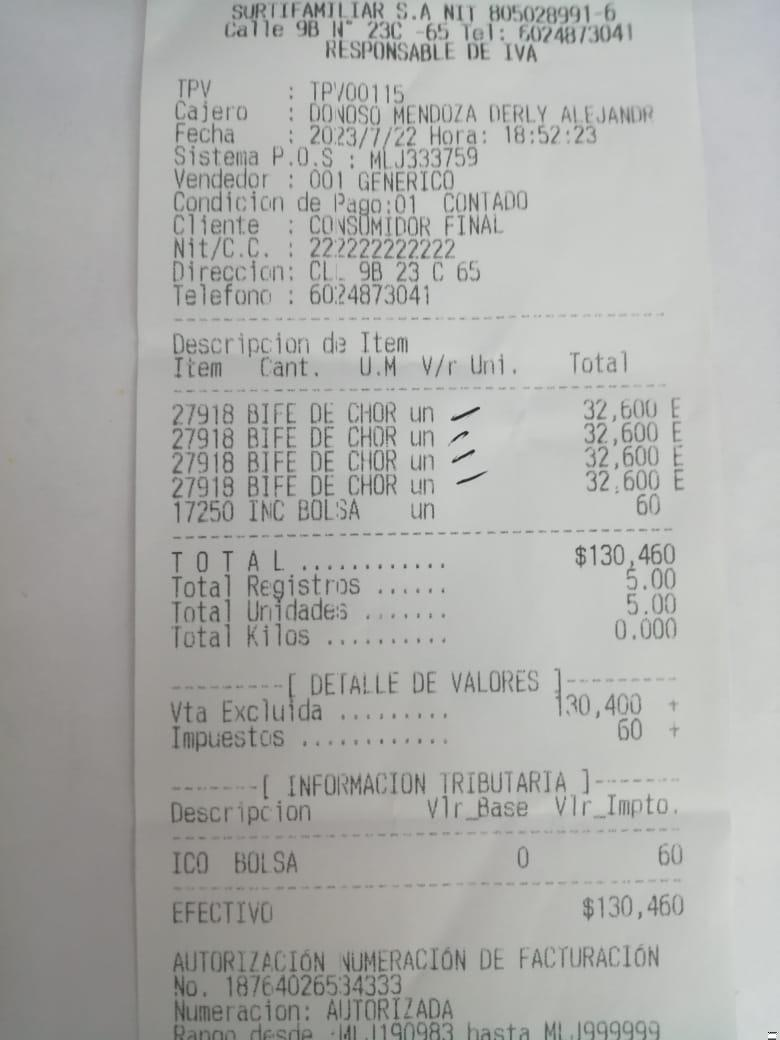 SURTIFAMILIAR S.A NIT 805028991-6
Calle 9B N° 23C -65 Tel: 6024873041
RESPONSABLE DE IVA
TPV : TPV00115
Cajero : DONOSO MENDOZA DERLY ALEJANDR
Fecha : 2023/7/22 Hora: 18:52:23
Sistema P.O.S : MLJ333759
Vendedor : 001 GENERICO
Condicion de Pago:01 CONTADO
Cliente : CONSUMIDOR FINAL
Nit/C.C. : 222222222222
Direccion: CLL 9B 23 C 65
Telefono : 6024873041
Descripcion de Item
Item Cant. U.M V/r Uni. Total
27918 BIFE DE CHOR un 32,600 E
27918 BIFE DE CHOR un 32,600 E
27918 BIFE DE CHOR un 32,600 E
27918 BIFE DE CHOR un 32,600 E
17250 INC BOLSA un 60
T O T A L ............ $130,460
Total Registros ...... 5.00
Total Unidades ....... 5.00
Total Kilos .......... 0.000
---------[ DETALLE DE VALORES ]---------
Vta Excluida ......... 130,400 +
Impuestos ............ 60 +
-------[ INFORMACION TRIBUTARIA ]-------
Descripcion Vlr_Base Vlr_Impto.
ICO BOLSA 0 60
EFECTIVO $130,460
AUTORIZACIÓN NUMERACIÓN DE FACTURACIÓN
No. 18764026534333
Numeracion: AUTORIZADA
Rango desde :MLJ190983 hasta MLJ999999